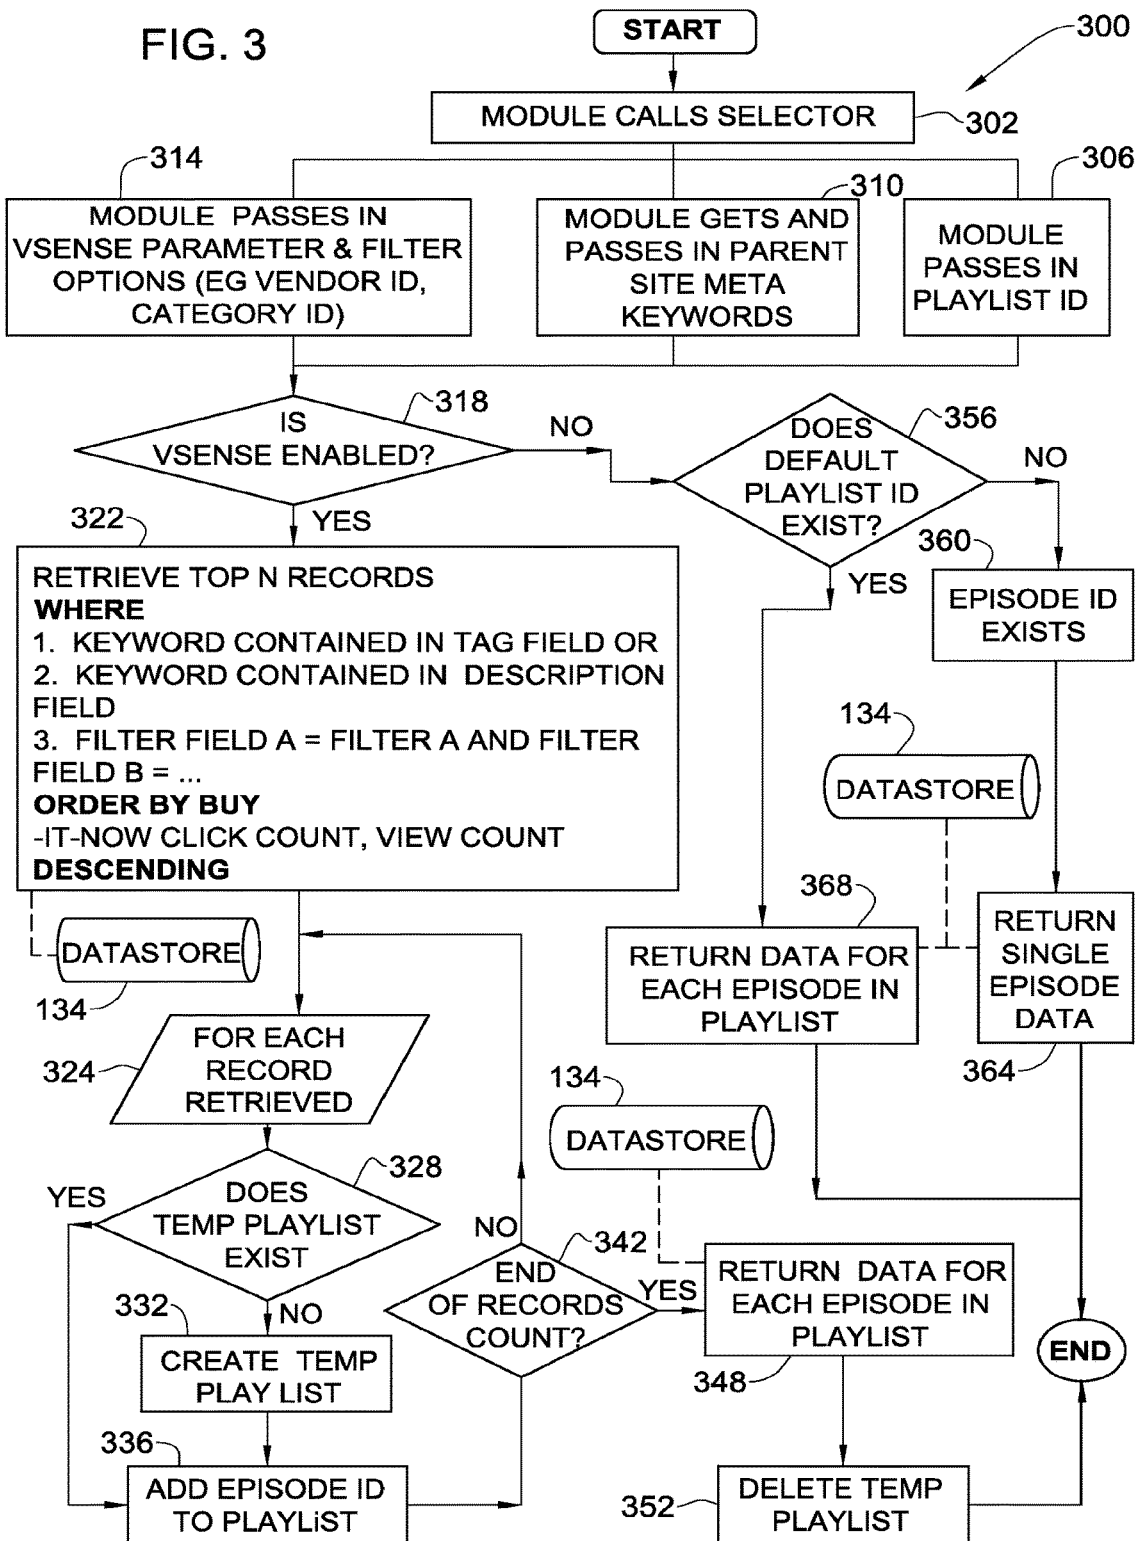 FIG. 3
START
300
MODULE CALLS SELECTOR
302
314
MODULE PASSES IN
VSENSE PARAMETER & FILTER
OPTIONS (EG VENDOR ID,
CATEGORY ID)
310
MODULE GETS AND
PASSES IN PARENT
SITE META
KEYWORDS
306
MODULE
PASSES IN
PLAYLIST ID
IS
VSENSE ENABLED?
318
NO
YES
DOES
DEFAULT
PLAYLIST ID
EXIST?
356
NO
YES
322
RETRIEVE TOP N RECORDS
WHERE
1. KEYWORD CONTAINED IN TAG FIELD OR
2. KEYWORD CONTAINED IN DESCRIPTION
FIELD
3. FILTER FIELD A = FILTER A AND FILTER
FIELD B = ...
ORDER BY BUY
-IT-NOW CLICK COUNT, VIEW COUNT
DESCENDING
360
EPISODE ID
EXISTS
134
DATASTORE
368
RETURN DATA FOR
EACH EPISODE IN
PLAYLIST
RETURN
SINGLE
EPISODE
DATA
364
DATASTORE
134
324
FOR EACH
RECORD
RETRIEVED
134
DATASTORE
328
YES
DOES
TEMP PLAYLIST
EXIST
NO
332
CREATE TEMP
PLAY LIST
336
ADD EPISODE ID
TO PLAYLiST
NO
342
END
OF RECORDS
COUNT?
YES
RETURN DATA FOR
EACH EPISODE IN
PLAYLIST
348
END
352
DELETE TEMP
PLAYLIST